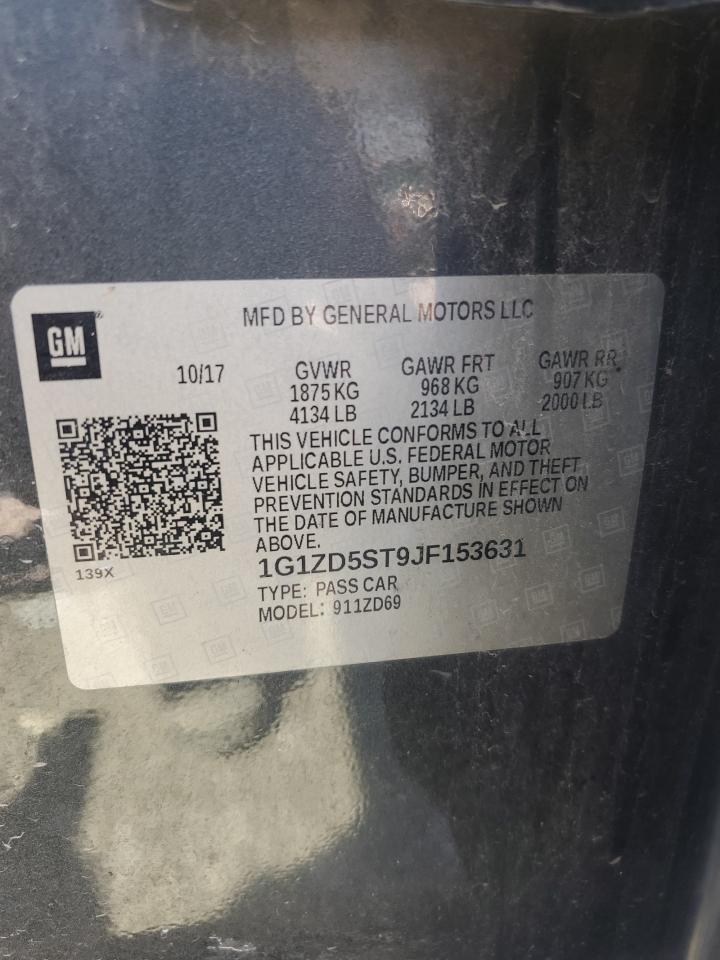 MFD BY GENERAL MOTORS LLC
GM
10/17
GVWR
1875 KG
4134 LB
GAWR FRT
968 KG
2134 LB
GAWR RR
907 KG
2000 LB
THIS VEHICLE CONFORMS TO ALL
APPLICABLE U.S. FEDERAL MOTOR
VEHICLE SAFETY, BUMPER, AND THEFT
PREVENTION STANDARDS IN EFFECT ON
THE DATE OF MANUFACTURE SHOWN
ABOVE.
1G1ZD5ST9JF153631
TYPE: PASS CAR
MODEL: 911ZD69
139X